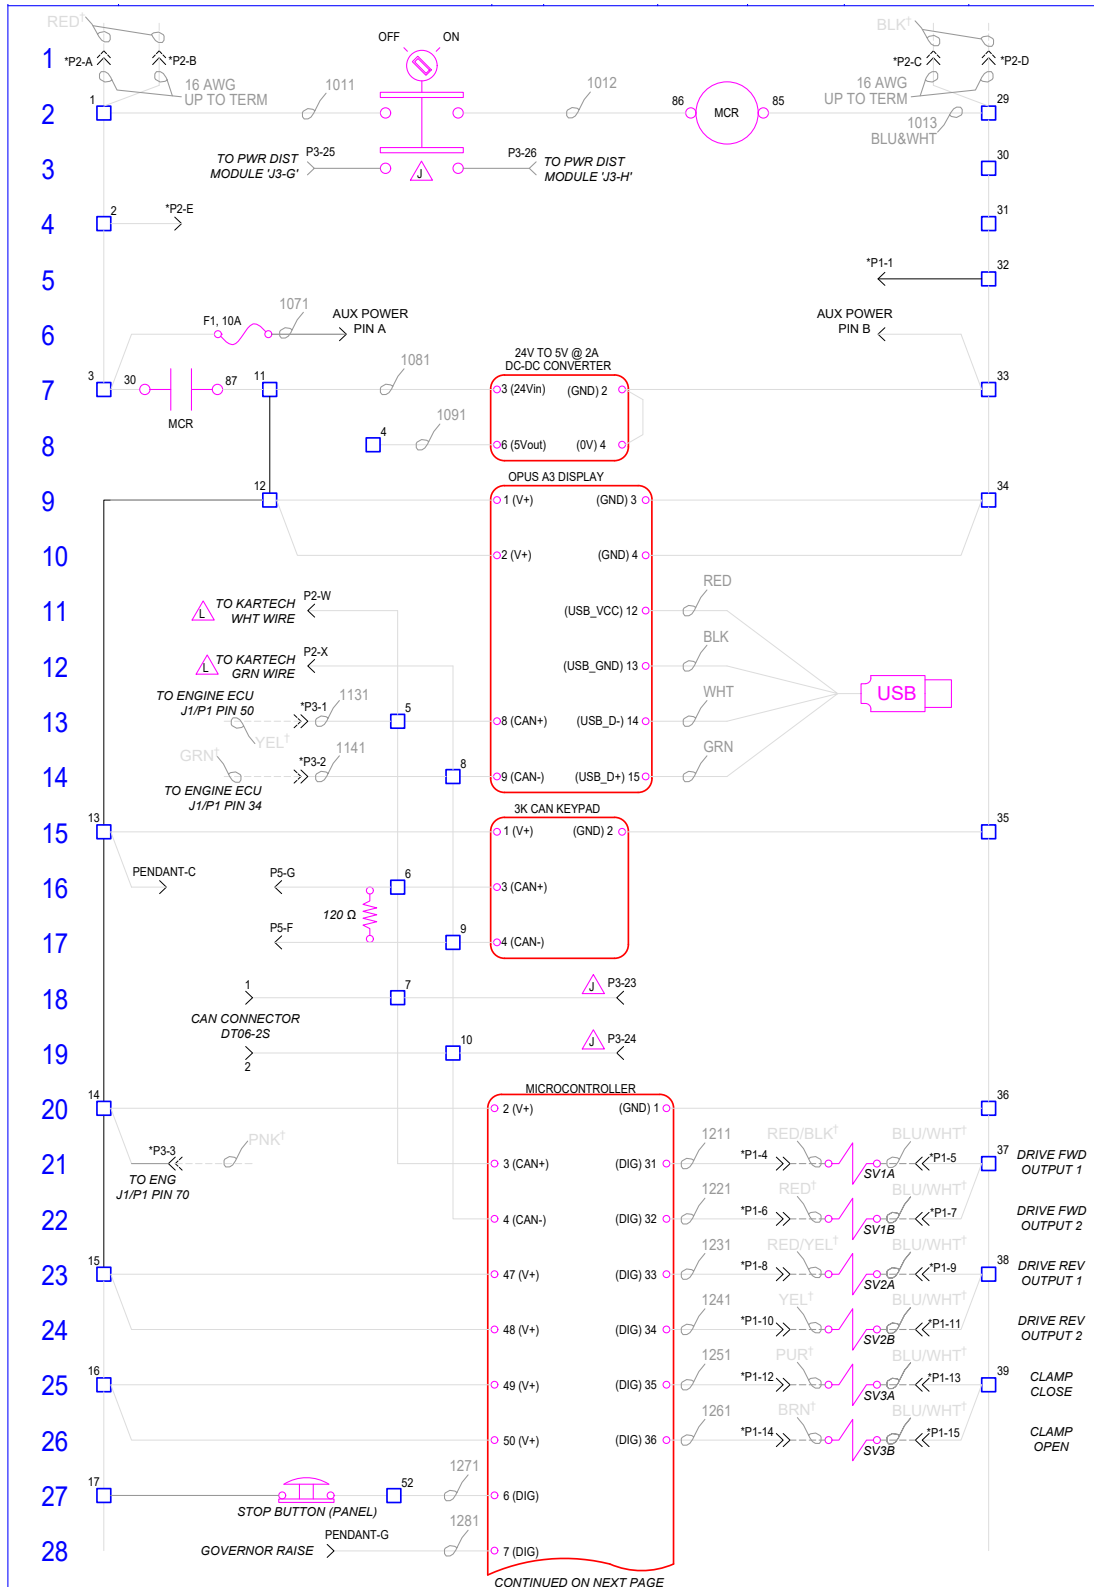 RED† BLK†
OFF ON
1 *P2-A *P2-B *P2-C *P2-D
16 AWG
UP TO TERM
16 AWG
UP TO TERM
2 1 1011 1012 86 MCR 85 29
1013
BLU&WHT
3 TO PWR DIST
MODULE 'J3-G'
P3-25 J P3-26
TO PWR DIST
MODULE 'J3-H'
30
4 2 *P2-E 31
5 *P1-1 32
6 F1, 10A 1071 AUX POWER
PIN A
AUX POWER
PIN B
24V TO 5V @ 2A
DC-DC CONVERTER
7 3 30 87 11 1081 3 (24Vin) (GND) 2 33
MCR
8 4 1091 6 (5Vout) (0V) 4
OPUS A3 DISPLAY
9 12 1 (V+) (GND) 3 34
10 2 (V+) (GND) 4
11 L TO KARTECH
WHT WIRE
P2-W (USB_VCC) 12 RED
12 L TO KARTECH
GRN WIRE
P2-X (USB_GND) 13 BLK
USB
13 TO ENGINE ECU
J1/P1 PIN 50
YEL† *P3-1 1131 5 8 (CAN+) (USB_D-) 14 WHT
14 GRN† *P3-2 1141 8 9 (CAN-) (USB_D+) 15 GRN
TO ENGINE ECU
J1/P1 PIN 34
3K CAN KEYPAD
15 13 1 (V+) (GND) 2 35
16 PENDANT-C P5-G 6 3 (CAN+)
120 Ω
17 P5-F 9 4 (CAN-)
18 1 7 J P3-23
CAN CONNECTOR
DT06-2S
19 2 10 J P3-24
MICROCONTROLLER
20 14 2 (V+) (GND) 1 36
21 *P3-3 PNK† 3 (CAN+) (DIG) 31 1211 *P1-4 RED/BLK† SV1A BLU/WHT† *P1-5 37 DRIVE FWD
OUTPUT 1
TO ENG
J1/P1 PIN 70
22 4 (CAN-) (DIG) 32 1221 *P1-6 RED† SV1B BLU/WHT† *P1-7 DRIVE FWD
OUTPUT 2
23 15 47 (V+) (DIG) 33 1231 *P1-8 RED/YEL† SV2A BLU/WHT† *P1-9 38 DRIVE REV
OUTPUT 1
24 48 (V+) (DIG) 34 1241 *P1-10 YEL† SV2B BLU/WHT† *P1-11 DRIVE REV
OUTPUT 2
25 16 49 (V+) (DIG) 35 1251 *P1-12 PUR† SV3A BLU/WHT† *P1-13 39 CLAMP
CLOSE
26 50 (V+) (DIG) 36 1261 *P1-14 BRN† SV3B BLU/WHT† *P1-15 CLAMP
OPEN
27 17 52 1271 6 (DIG)
STOP BUTTON (PANEL)
28 GOVERNOR RAISE PENDANT-G 1281 7 (DIG)
CONTINUED ON NEXT PAGE